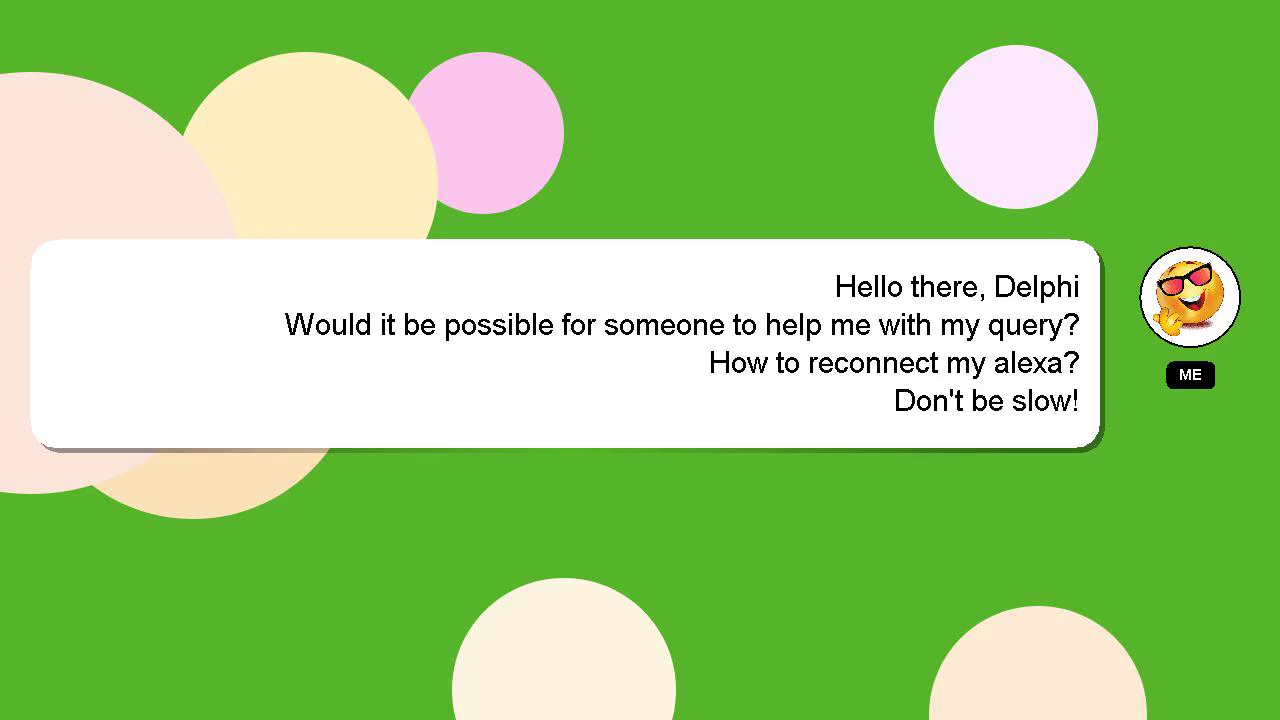 Hello there, Delphi
Would it be possible for someone to help me with my query?
How to reconnect my alexa?
Don't be slow!
ME